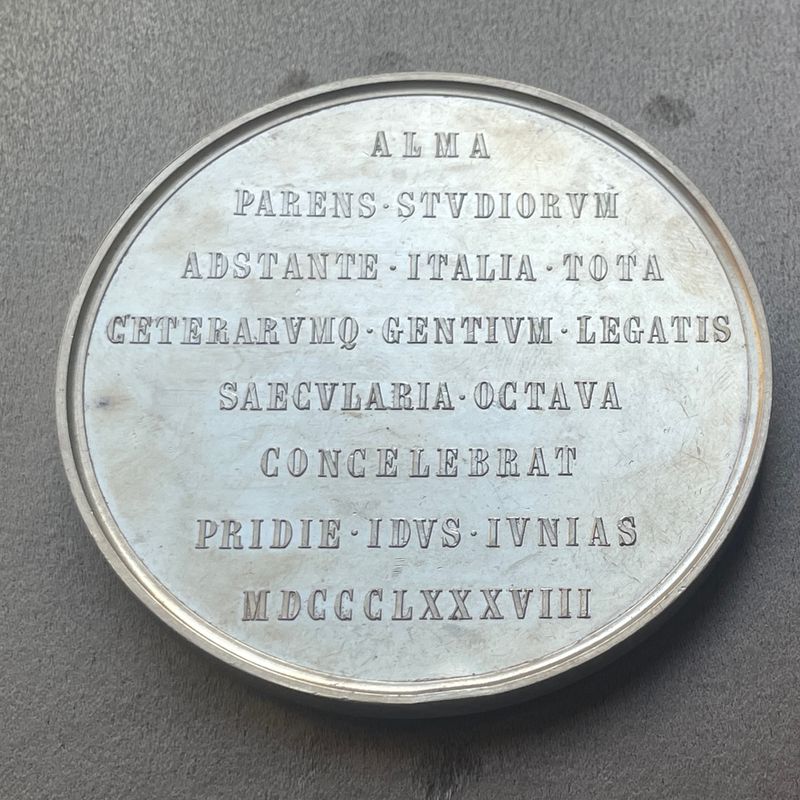 ALMA
PARENS · STVDIORVM
ADSTANTE · ITALIA · TOTA
CETERARVMQ · GENTIVM · LEGATIS
SAECVLARIA · OCTAVA
CONCELEBRAT
PRIDIE · IDVS · IVNIAS
MDCCCLXXXVIII